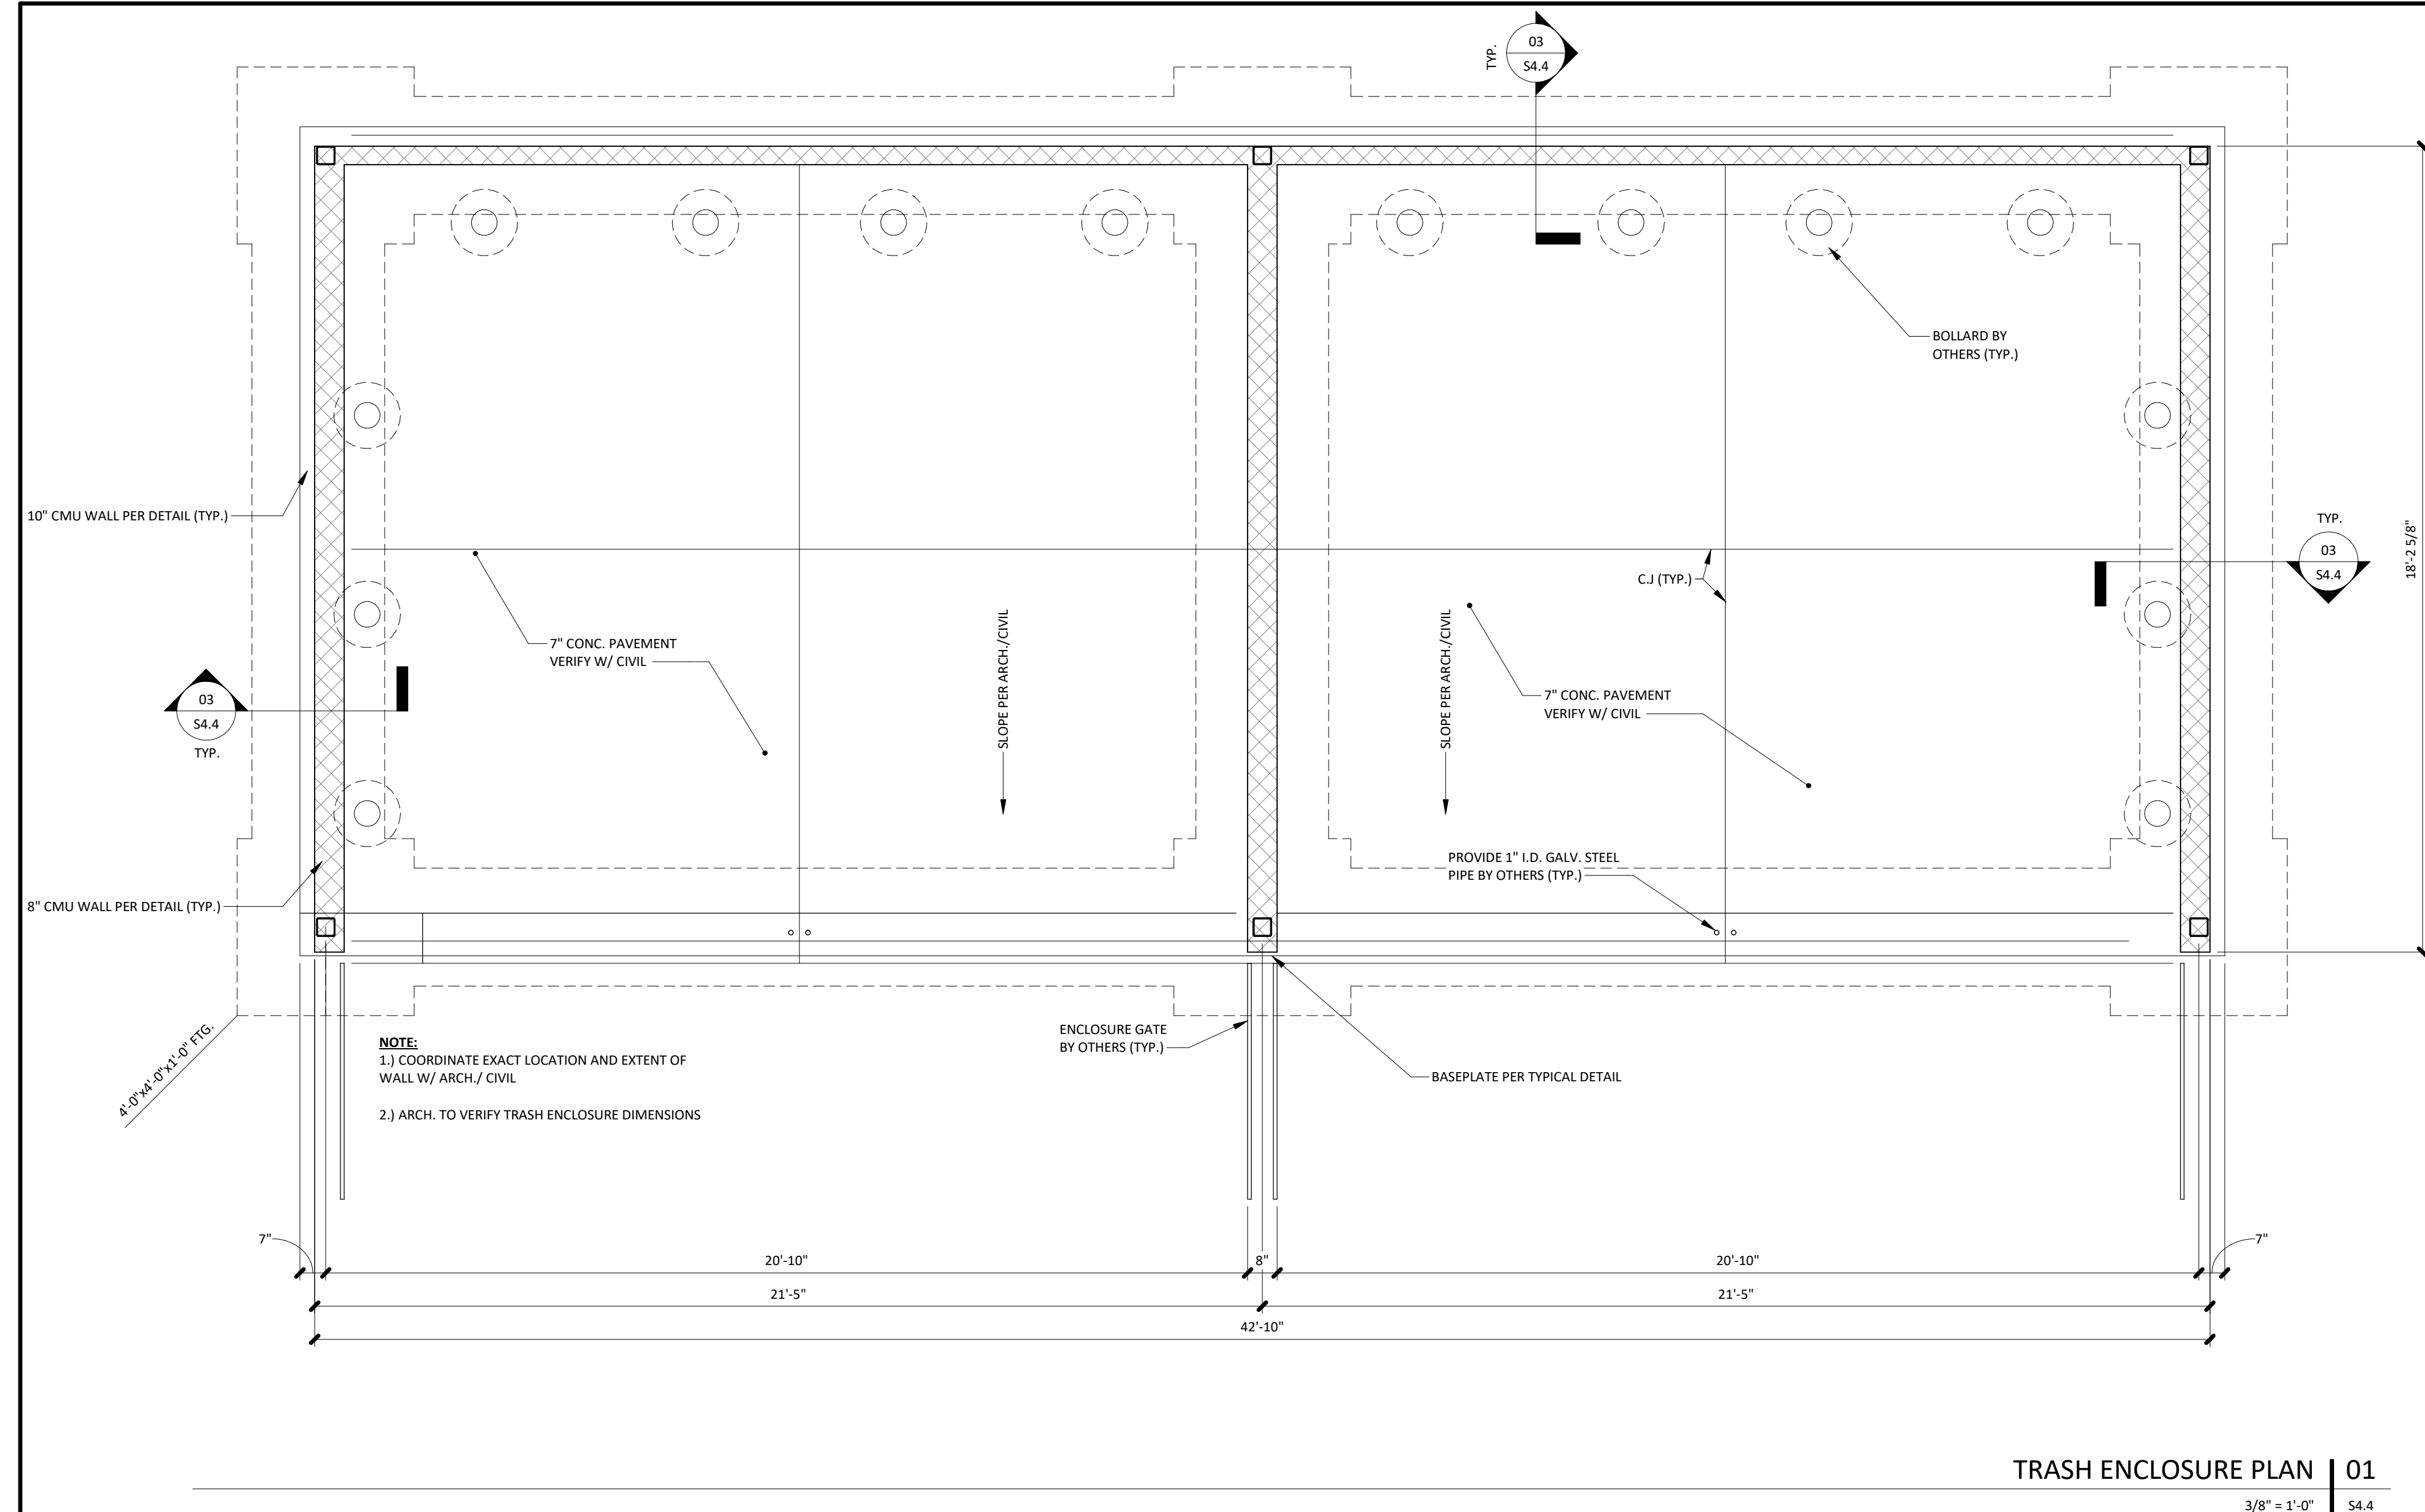 TYP.
03
S4.4
10" CMU WALL PER DETAIL (TYP.)
BOLLARD BY
OTHERS (TYP.)
TYP.
03
S4.4
18'-2 5/8"
C.J (TYP.)
7" CONC. PAVEMENT
VERIFY W/ CIVIL
SLOPE PER ARCH./CIVIL
SLOPE PER ARCH./CIVIL
7" CONC. PAVEMENT
VERIFY W/ CIVIL
03
S4.4
TYP.
PROVIDE 1" I.D. GALV. STEEL
PIPE BY OTHERS (TYP.)
8" CMU WALL PER DETAIL (TYP.)
4'-0"x4'-0"x1'-0" FTG.
NOTE:
1.) COORDINATE EXACT LOCATION AND EXTENT OF
WALL W/ ARCH./ CIVIL
2.) ARCH. TO VERIFY TRASH ENCLOSURE DIMENSIONS
ENCLOSURE GATE
BY OTHERS (TYP.)
BASEPLATE PER TYPICAL DETAIL
7"
7"
20'-10"
8"
20'-10"
21'-5"
21'-5"
42'-10"
TRASH ENCLOSURE PLAN
01
3/8" = 1'-0"
S4.4